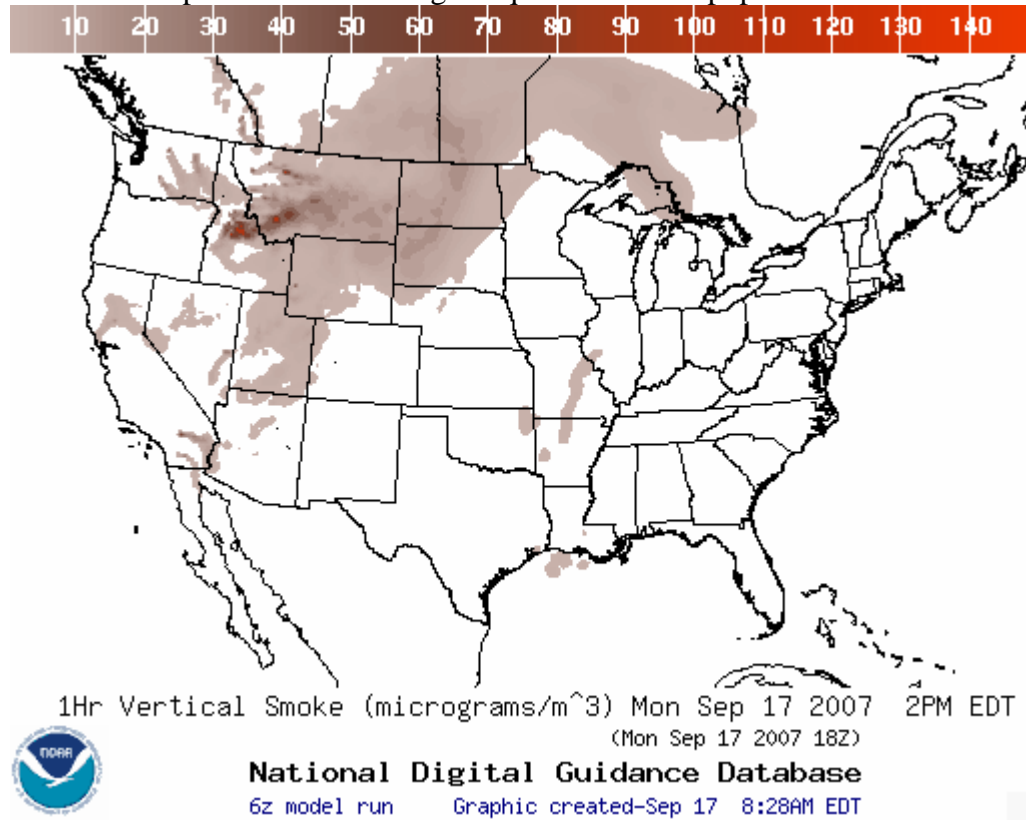 10 20 30 40 50 60 70 80 90 100 110 120 130 140
1Hr Vertical Smoke (micrograms/m^3) Mon Sep 17 2007 2PM EDT
(Mon Sep 17 2007 18Z)
NOAA
National Digital Guidance Database
6z model run Graphic created-Sep 17 8:28AM EDT